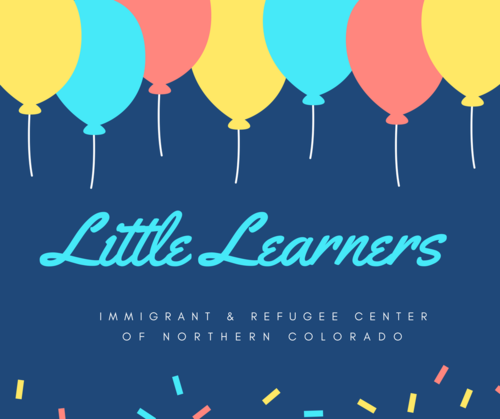 Little Learners
IMMIGRANT & REFUGEE CENTER
OF NORTHERN COLORADO